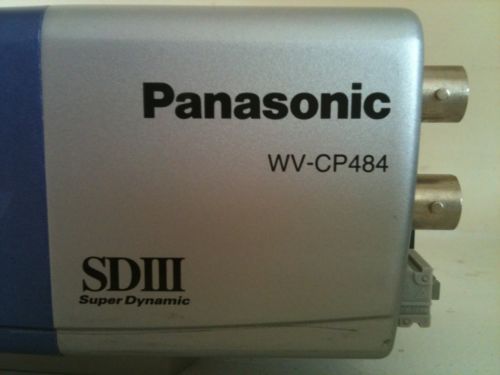 Panasonic
WV-CP484
SDIII
Super Dynamic